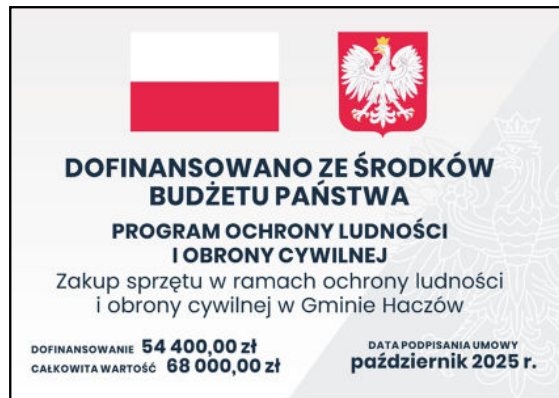 DOFINANSOWANO ZE ŚRODKÓW
BUDŻETU PAŃSTWA
PROGRAM OCHRONY LUDNOŚCI
I OBRONY CYWILNEJ
Zakup sprzętu w ramach ochrony ludności
i obrony cywilnej w Gminie Haczów
DOFINANSOWANIE 54 400,00 zł
CAŁKOWITA WARTOŚĆ 68 000,00 zł
DATA PODPISANIA UMOWY
październik 2025 r.